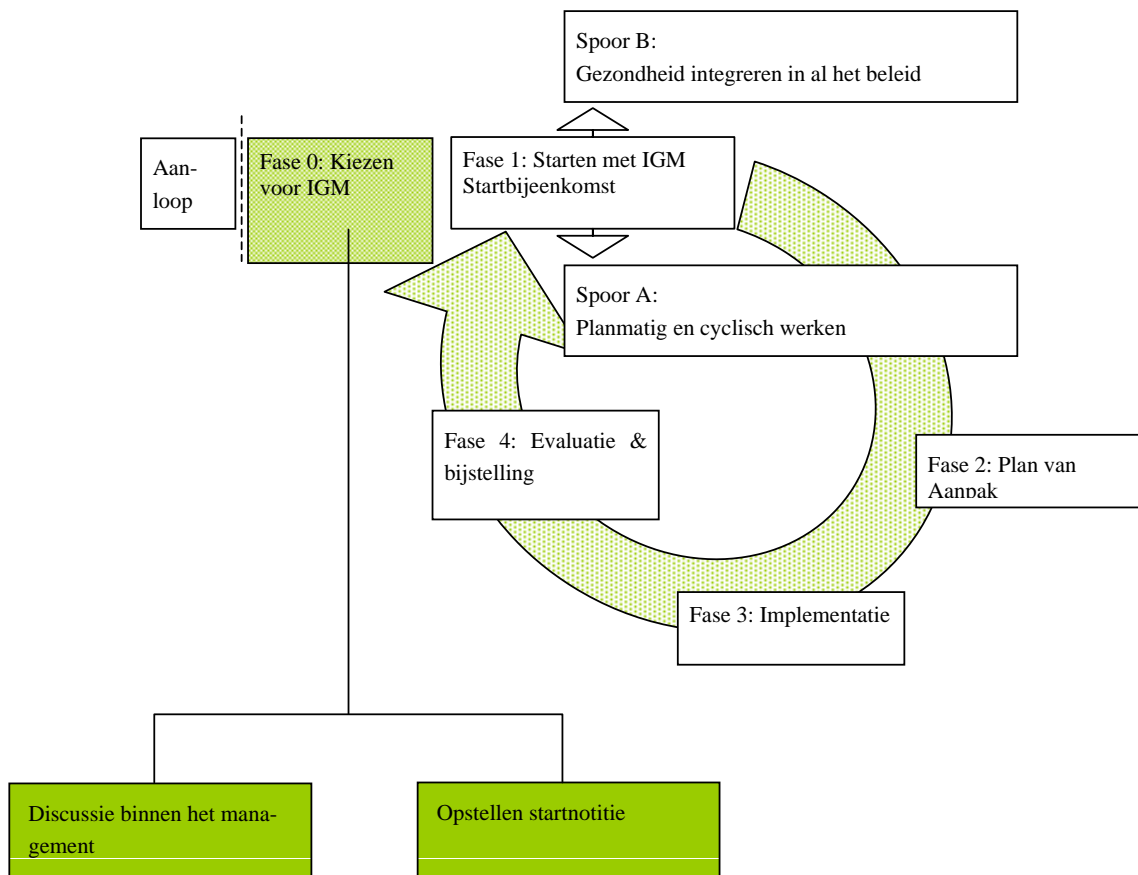 Spoor B:
Gezondheid integreren in al het beleid
Aan-
loop
Fase 0: Kiezen
voor IGM
Fase 1: Starten met IGM
Startbijeenkomst
Spoor A:
Planmatig en cyclisch werken
Fase 4: Evaluatie &
bijstelling
Fase 2: Plan van
Aanpak
Fase 3: Implementatie
Discussie binnen het mana-
gement
Opstellen startnotitie